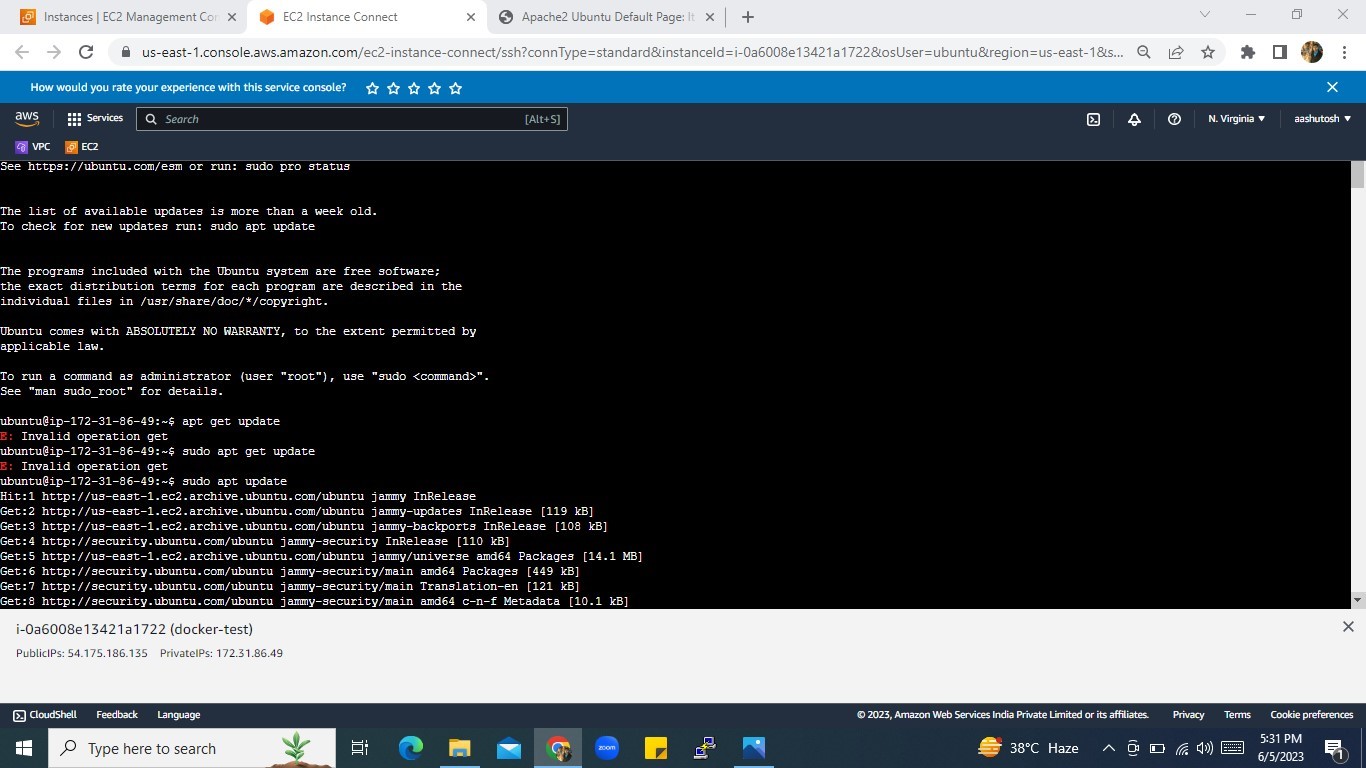 Instances | EC2 Management Con
EC2 Instance Connect
Apache2 Ubuntu Default Page: It
us-east-1.console.aws.amazon.com/ec2-instance-connect/ssh?connType=standard&instanceId=i-0a6008e13421a1722&osUser=ubuntu&region=us-east-1&s...
How would you rate your experience with this service console?
aws
Services
Search
[Alt+S]
N. Virginia
aashutosh
VPC
EC2
See https://ubuntu.com/esm or run: sudo pro status
The list of available updates is more than a week old.
To check for new updates run: sudo apt update
The programs included with the Ubuntu system are free software;
the exact distribution terms for each program are described in the
individual files in /usr/share/doc/*/copyright.
Ubuntu comes with ABSOLUTELY NO WARRANTY, to the extent permitted by
applicable law.
To run a command as administrator (user "root"), use "sudo <command>".
See "man sudo_root" for details.
ubuntu@ip-172-31-86-49:~$ apt get update
E: Invalid operation get
ubuntu@ip-172-31-86-49:~$ sudo apt get update
E: Invalid operation get
ubuntu@ip-172-31-86-49:~$ sudo apt update
Hit:1 http://us-east-1.ec2.archive.ubuntu.com/ubuntu jammy InRelease
Get:2 http://us-east-1.ec2.archive.ubuntu.com/ubuntu jammy-updates InRelease [119 kB]
Get:3 http://us-east-1.ec2.archive.ubuntu.com/ubuntu jammy-backports InRelease [108 kB]
Get:4 http://security.ubuntu.com/ubuntu jammy-security InRelease [110 kB]
Get:5 http://us-east-1.ec2.archive.ubuntu.com/ubuntu jammy/universe amd64 Packages [14.1 MB]
Get:6 http://security.ubuntu.com/ubuntu jammy-security/main amd64 Packages [449 kB]
Get:7 http://security.ubuntu.com/ubuntu jammy-security/main Translation-en [121 kB]
Get:8 http://security.ubuntu.com/ubuntu jammy-security/main amd64 c-n-f Metadata [10.1 kB]
i-0a6008e13421a1722 (docker-test)
PublicIPs: 54.175.186.135 PrivateIPs: 172.31.86.49
CloudShell
Feedback
Language
© 2023, Amazon Web Services India Private Limited or its affiliates.
Privacy
Terms
Cookie preferences
Type here to search
zoom
38°C Haze
5:31 PM
6/5/2023
1